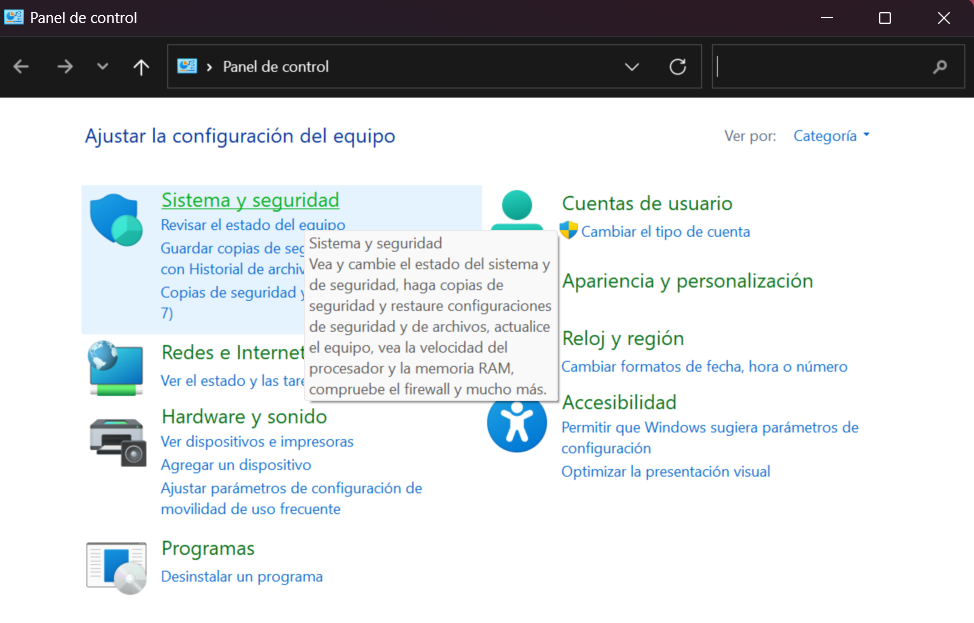 Panel de control
Panel de control
Ajustar la configuración del equipo
Ver por: Categoría
Sistema y seguridad
Revisar el estado del equipo
Guardar copias de seg
con Historial de archiv
Copias de seguridad y
7)
Sistema y seguridad
Vea y cambie el estado del sistema y
de seguridad, haga copias de
seguridad y restaure configuraciones
de seguridad y de archivos, actualice
el equipo, vea la velocidad del
procesador y la memoria RAM,
compruebe el firewall y mucho más.
Redes e Internet
Ver el estado y las tare
Hardware y sonido
Ver dispositivos e impresoras
Agregar un dispositivo
Ajustar parámetros de configuración de
movilidad de uso frecuente
Programas
Desinstalar un programa
Cuentas de usuario
Cambiar el tipo de cuenta
Apariencia y personalización
Reloj y región
Cambiar formatos de fecha, hora o número
Accesibilidad
Permitir que Windows sugiera parámetros de
configuración
Optimizar la presentación visual